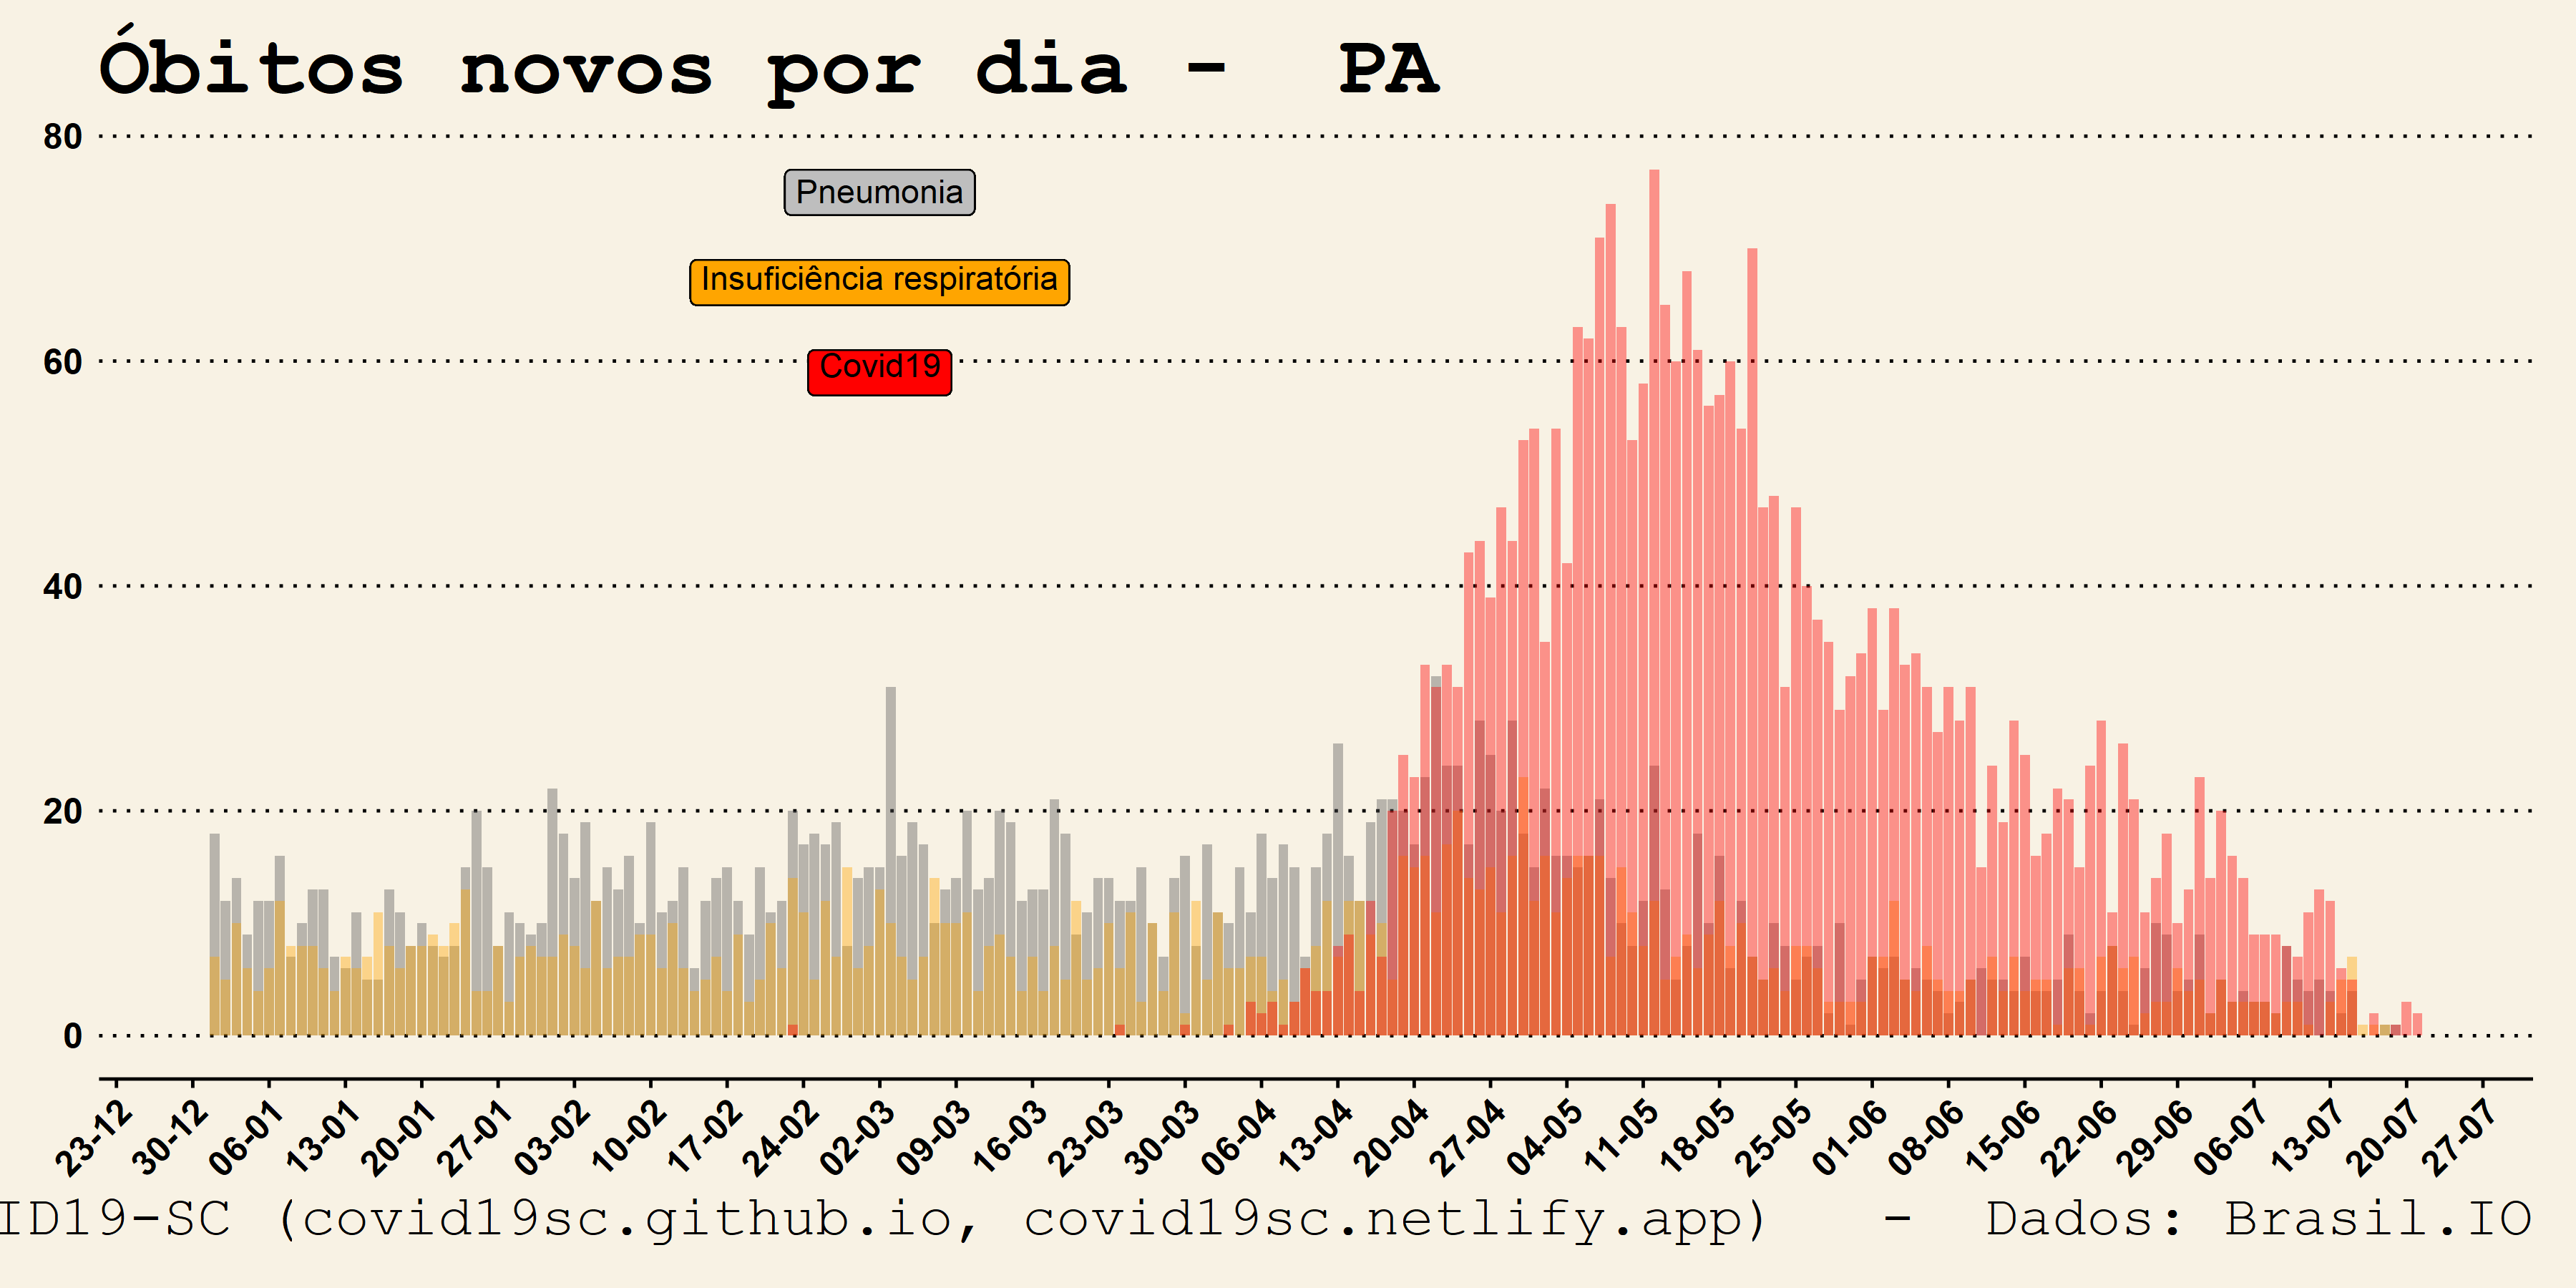 Óbitos novos por dia - PA
80
Pneumonia
Insuficiência respiratória
60
Covid19
40
20
0
23-12 30-12 06-01 13-01 20-01 27-01 03-02 10-02 17-02 24-02 02-03 09-03 16-03 23-03 30-03 06-04 13-04 20-04 27-04 04-05 11-05 18-05 25-05 01-06 08-06 15-06 22-06 29-06 06-07 13-07 20-07 27-07
ID19-SC (covid19sc.github.io, covid19sc.netlify.app) - Dados: Brasil.IO